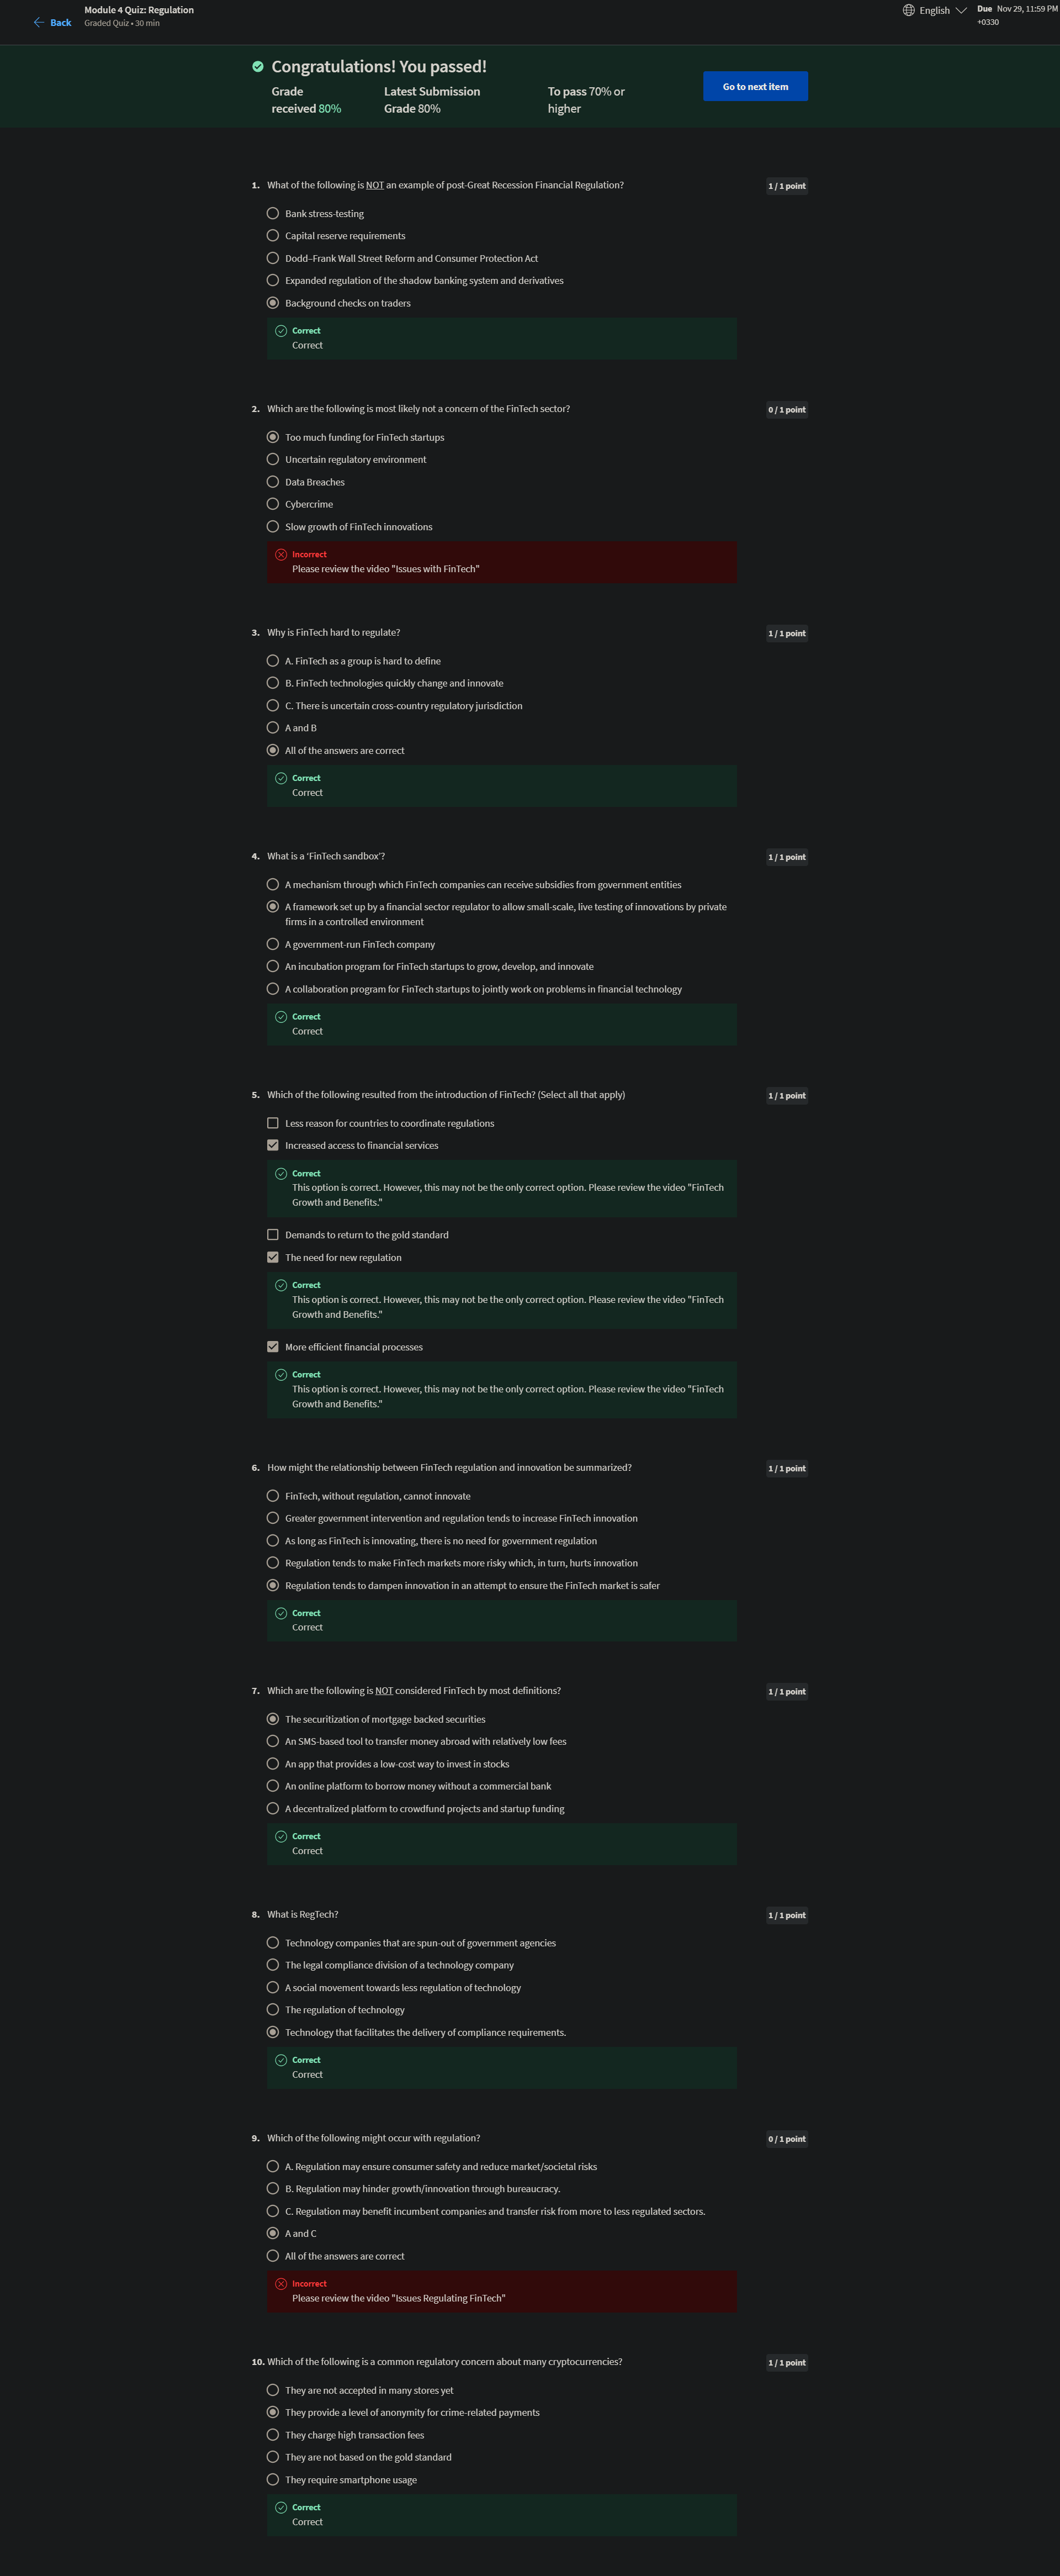 Back
Module 4 Quiz: Regulation
Graded Quiz • 30 min
English
Due Nov 29, 11:59 PM
+0330
Congratulations! You passed!
Grade
received 80%
Latest Submission
Grade 80%
To pass 70% or
higher
Go to next item
1. What of the following is NOT an example of post-Great Recession Financial Regulation?
1 / 1 point
Bank stress-testing
Capital reserve requirements
Dodd–Frank Wall Street Reform and Consumer Protection Act
Expanded regulation of the shadow banking system and derivatives
Background checks on traders
Correct
Correct
2. Which are the following is most likely not a concern of the FinTech sector?
0 / 1 point
Too much funding for FinTech startups
Uncertain regulatory environment
Data Breaches
Cybercrime
Slow growth of FinTech innovations
Incorrect
Please review the video "Issues with FinTech"
3. Why is FinTech hard to regulate?
1 / 1 point
A. FinTech as a group is hard to define
B. FinTech technologies quickly change and innovate
C. There is uncertain cross-country regulatory jurisdiction
A and B
All of the answers are correct
Correct
Correct
4. What is a 'FinTech sandbox'?
1 / 1 point
A mechanism through which FinTech companies can receive subsidies from government entities
A framework set up by a financial sector regulator to allow small-scale, live testing of innovations by private
firms in a controlled environment
A government-run FinTech company
An incubation program for FinTech startups to grow, develop, and innovate
A collaboration program for FinTech startups to jointly work on problems in financial technology
Correct
Correct
5. Which of the following resulted from the introduction of FinTech? (Select all that apply)
1 / 1 point
Less reason for countries to coordinate regulations
Increased access to financial services
Correct
This option is correct. However, this may not be the only correct option. Please review the video "FinTech
Growth and Benefits."
Demands to return to the gold standard
The need for new regulation
Correct
This option is correct. However, this may not be the only correct option. Please review the video "FinTech
Growth and Benefits."
More efficient financial processes
Correct
This option is correct. However, this may not be the only correct option. Please review the video "FinTech
Growth and Benefits."
6. How might the relationship between FinTech regulation and innovation be summarized?
1 / 1 point
FinTech, without regulation, cannot innovate
Greater government intervention and regulation tends to increase FinTech innovation
As long as FinTech is innovating, there is no need for government regulation
Regulation tends to make FinTech markets more risky which, in turn, hurts innovation
Regulation tends to dampen innovation in an attempt to ensure the FinTech market is safer
Correct
Correct
7. Which are the following is NOT considered FinTech by most definitions?
1 / 1 point
The securitization of mortgage backed securities
An SMS-based tool to transfer money abroad with relatively low fees
An app that provides a low-cost way to invest in stocks
An online platform to borrow money without a commercial bank
A decentralized platform to crowdfund projects and startup funding
Correct
Correct
8. What is RegTech?
1 / 1 point
Technology companies that are spun-out of government agencies
The legal compliance division of a technology company
A social movement towards less regulation of technology
The regulation of technology
Technology that facilitates the delivery of compliance requirements.
Correct
Correct
9. Which of the following might occur with regulation?
0 / 1 point
A. Regulation may ensure consumer safety and reduce market/societal risks
B. Regulation may hinder growth/innovation through bureaucracy.
C. Regulation may benefit incumbent companies and transfer risk from more to less regulated sectors.
A and C
All of the answers are correct
Incorrect
Please review the video "Issues Regulating FinTech"
10. Which of the following is a common regulatory concern about many cryptocurrencies?
1 / 1 point
They are not accepted in many stores yet
They provide a level of anonymity for crime-related payments
They charge high transaction fees
They are not based on the gold standard
They require smartphone usage
Correct
Correct